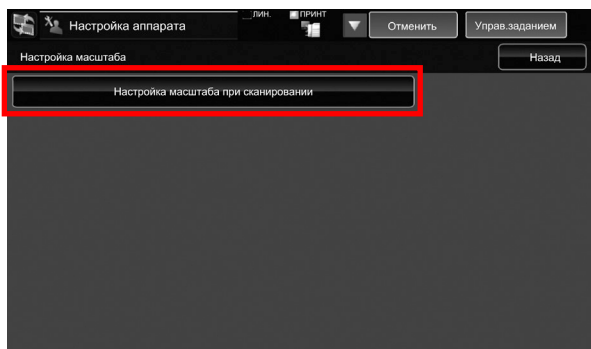 Настройка аппарата
ЛИН.
ПРИНТ
Отменить
Управ.заданием
Настройка масштаба
Назад
Настройка масштаба при сканировании